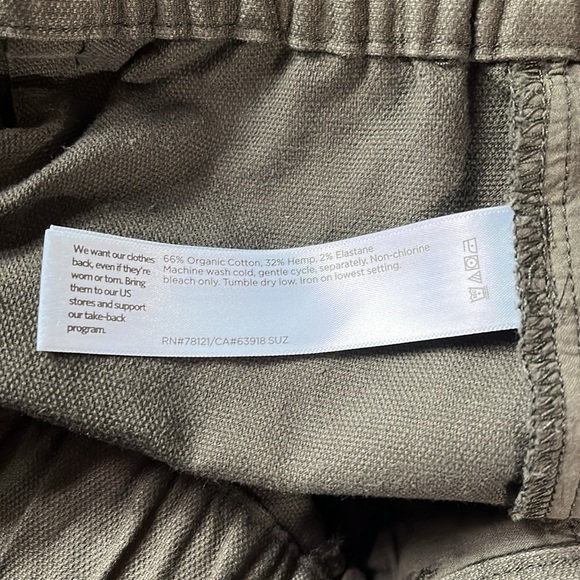 We want our clothes
back, even if they're
worn or torn. Bring
them to our US
stores and support
our take-back
program.
66% Organic Cotton, 32% Hemp, 2% Elastane
Machine wash cold, gentle cycle, separately. Non-chlorine
bleach only. Tumble dry low. Iron on lowest setting.
RN#78121/CA#63918 SUZ